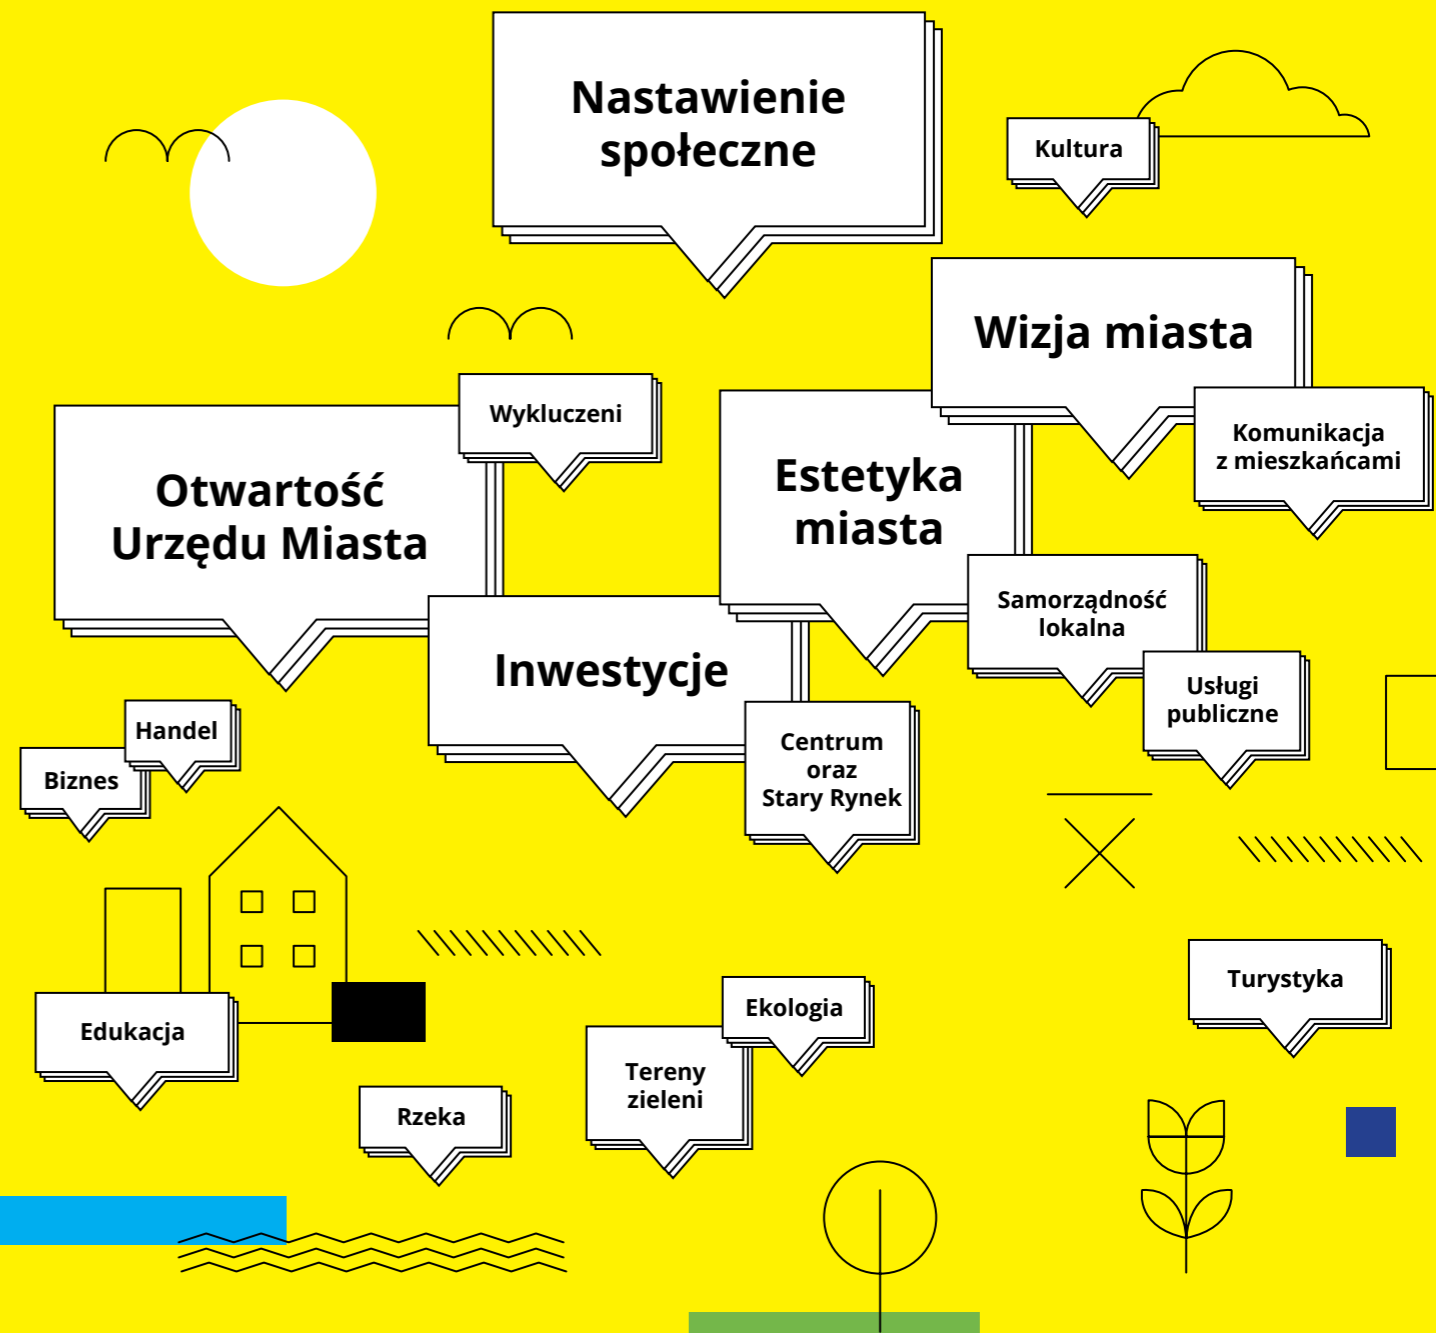 Nastawienie
społeczne
Kultura
Wizja miasta
Wykluczeni
Komunikacja
z mieszkańcami
Otwartość
Urzędu Miasta
Estetyka
miasta
Samorządność
lokalna
Inwestycje
Usługi
publiczne
Handel
Biznes
Centrum
oraz
Stary Rynek
Turystyka
Ekologia
Edukacja
Tereny
zieleni
Rzeka